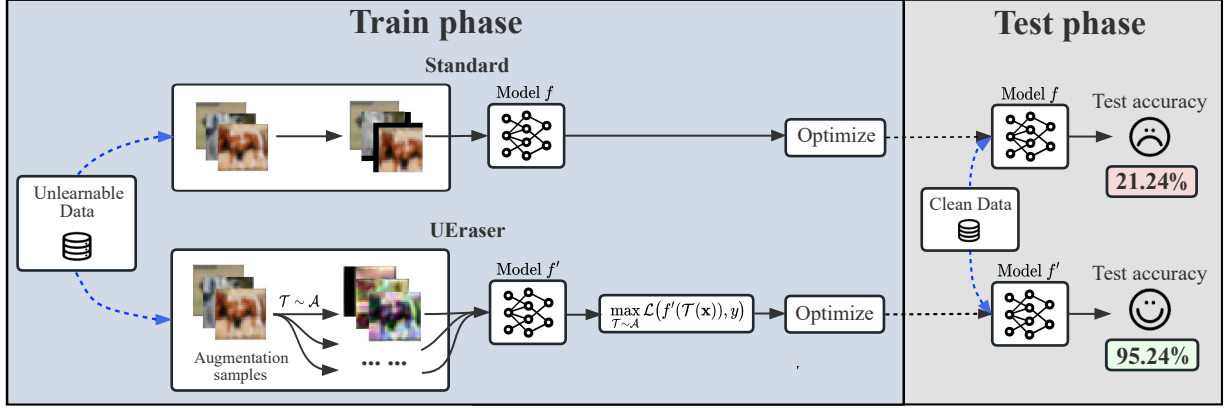 Train phase
Test phase
Standard
Model f
Optimize
Model f
Test accuracy
21.24%
Unlearnable
Data
Clean Data
UEraser
𝒯 ∼ 𝒜
Augmentation
samples
... ...
Model f′
max 𝓛(f′(𝒯(x)), y)
𝒯∼𝒜
Optimize
Model f′
Test accuracy
95.24%